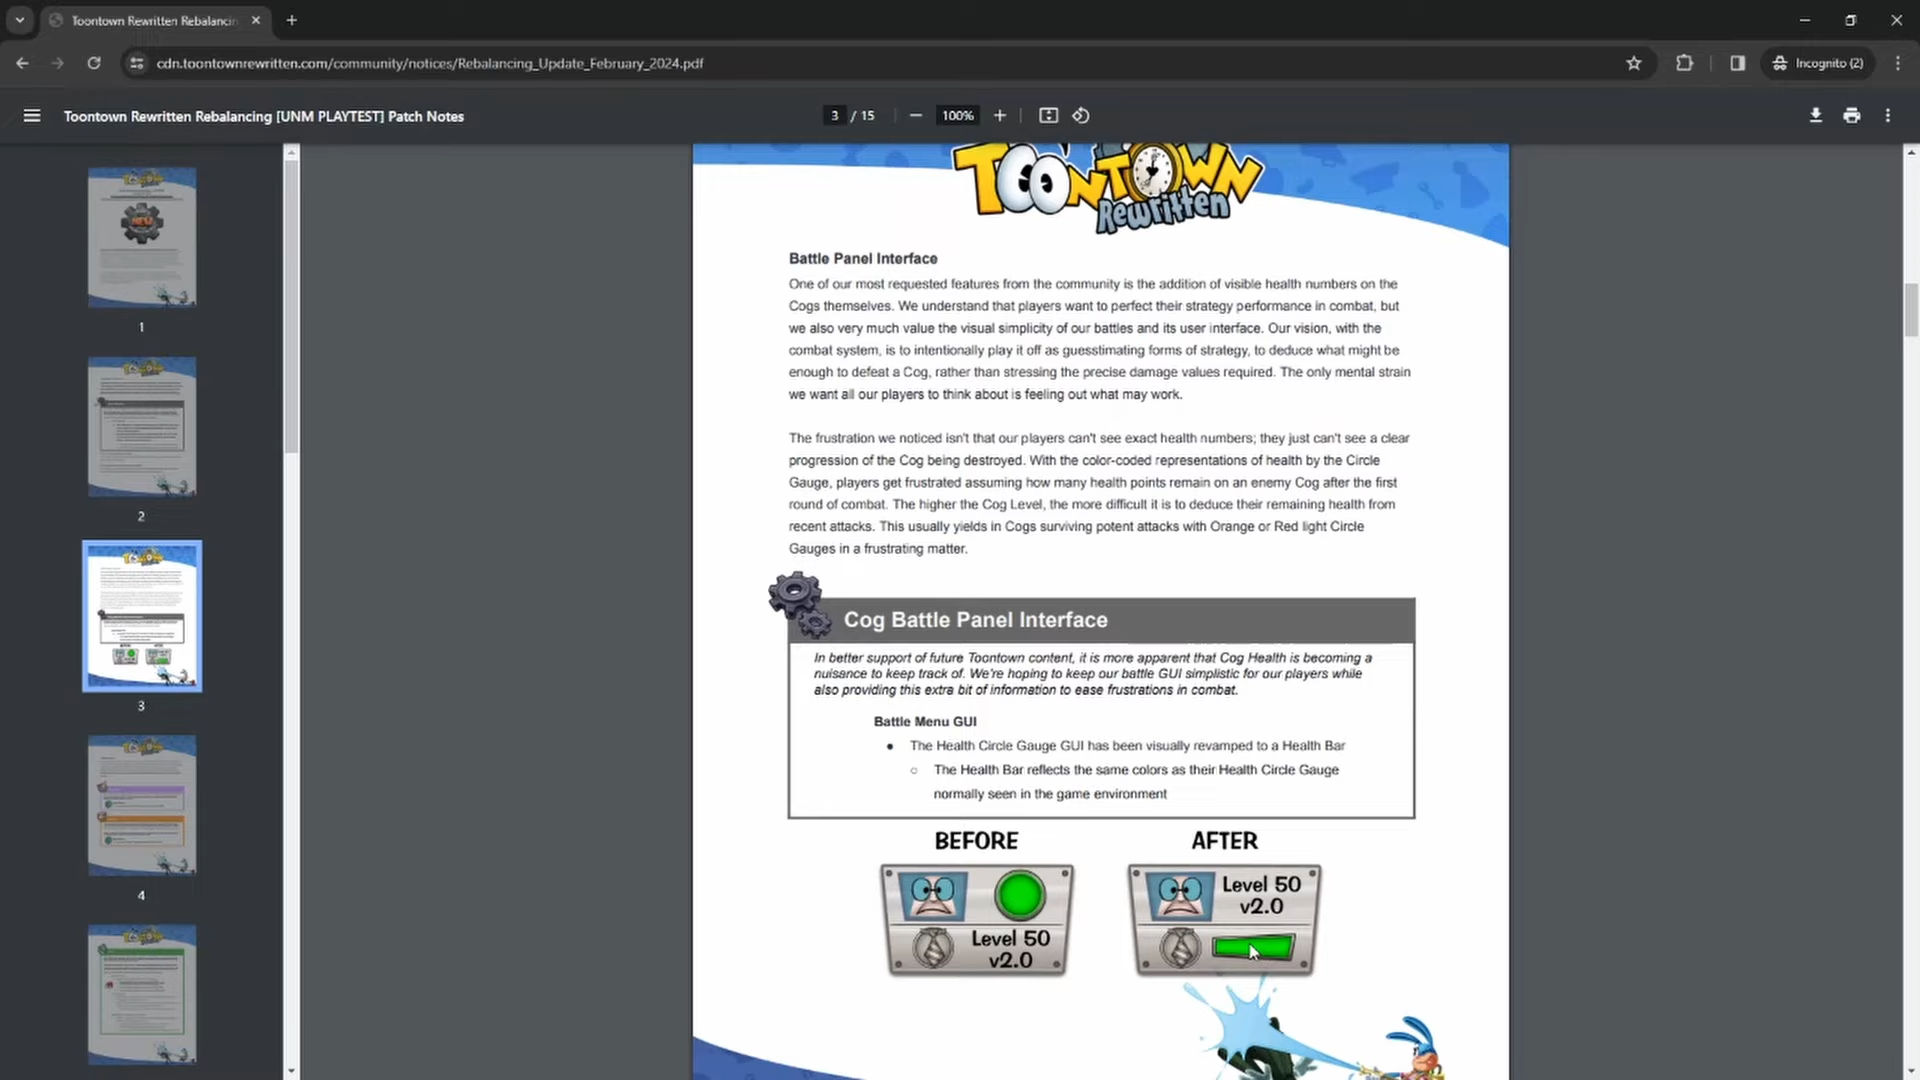 Toontown Rewritten Rebalancin
cdn.toontownrewritten.com/community/notices/Rebalancing_Update_February_2024.pdf
Incognito (2)
Toontown Rewritten Rebalancing [UNM PLAYTEST] Patch Notes
3 / 15
100%
1
2
3
4
TOONTOWN
Rewritten
Battle Panel Interface
One of our most requested features from the community is the addition of visible health numbers on the
Cogs themselves. We understand that players want to perfect their strategy performance in combat, but
we also very much value the visual simplicity of our battles and its user interface. Our vision, with the
combat system, is to intentionally play it off as guesstimating forms of strategy, to deduce what might be
enough to defeat a Cog, rather than stressing the precise damage values required. The only mental strain
we want all our players to think about is feeling out what may work.
The frustration we noticed isn't that our players can't see exact health numbers; they just can't see a clear
progression of the Cog being destroyed. With the color-coded representations of health by the Circle
Gauge, players get frustrated assuming how many health points remain on an enemy Cog after the first
round of combat. The higher the Cog Level, the more difficult it is to deduce their remaining health from
recent attacks. This usually yields in Cogs surviving potent attacks with Orange or Red light Circle
Gauges in a frustrating matter.
Cog Battle Panel Interface
In better support of future Toontown content, it is more apparent that Cog Health is becoming a
nuisance to keep track of. We're hoping to keep our battle GUI simplistic for our players while
also providing this extra bit of information to ease frustrations in combat.
Battle Menu GUI
● The Health Circle Gauge GUI has been visually revamped to a Health Bar
○ The Health Bar reflects the same colors as their Health Circle Gauge
normally seen in the game environment
BEFORE
AFTER
Level 50
v2.0
Level 50
v2.0